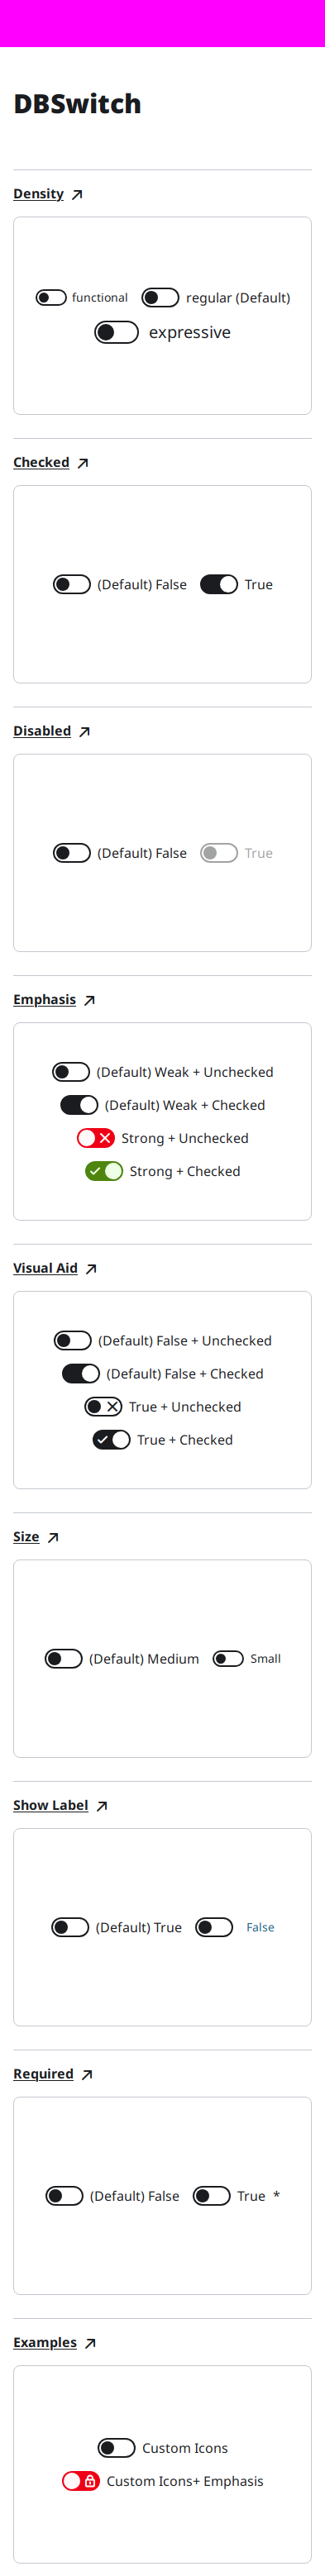 DBSwitch
Density
functional regular (Default)
expressive
Checked
(Default) False True
Disabled
(Default) False True
Emphasis
(Default) Weak + Unchecked
(Default) Weak + Checked
Strong + Unchecked
Strong + Checked
Visual Aid
(Default) False + Unchecked
(Default) False + Checked
True + Unchecked
True + Checked
Size
(Default) Medium Small
Show Label
(Default) True False
Required
(Default) False True *
Examples
Custom Icons
Custom Icons+ Emphasis